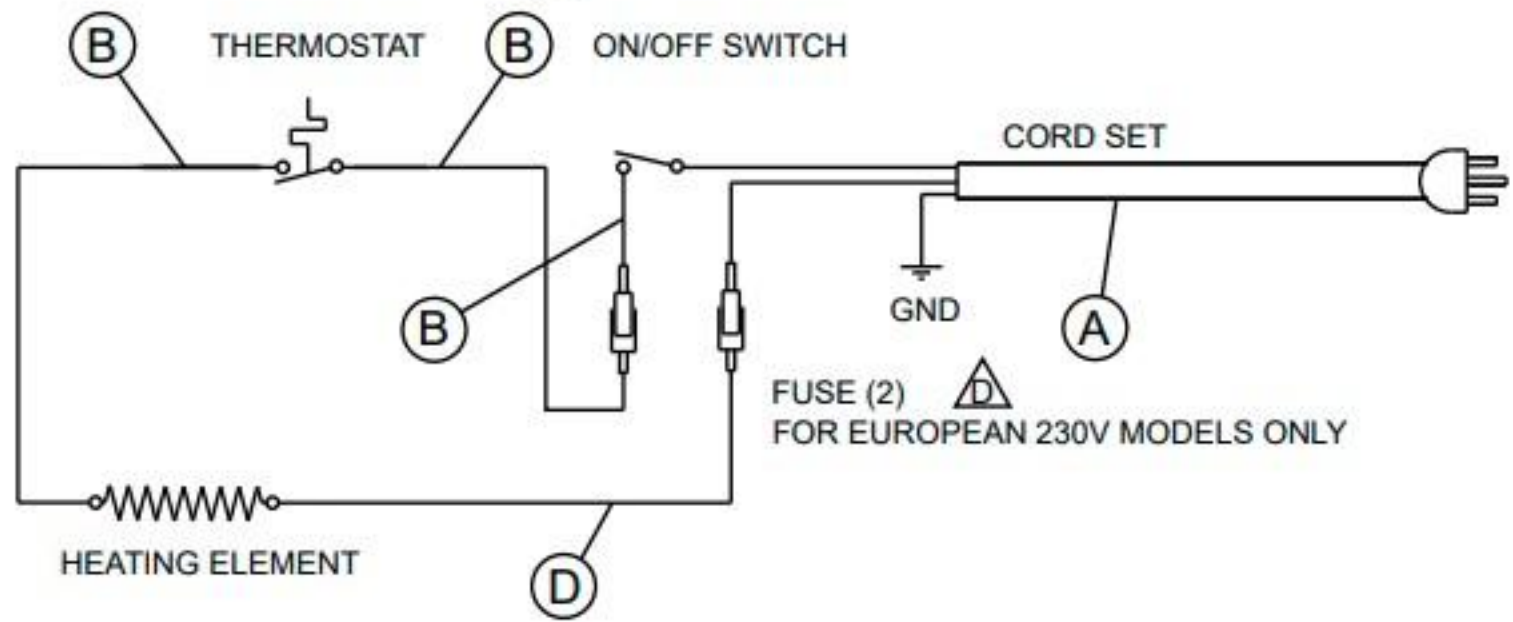 B THERMOSTAT B ON/OFF SWITCH
CORD SET
B
GND
A
FUSE (2) D
FOR EUROPEAN 230V MODELS ONLY
HEATING ELEMENT
D